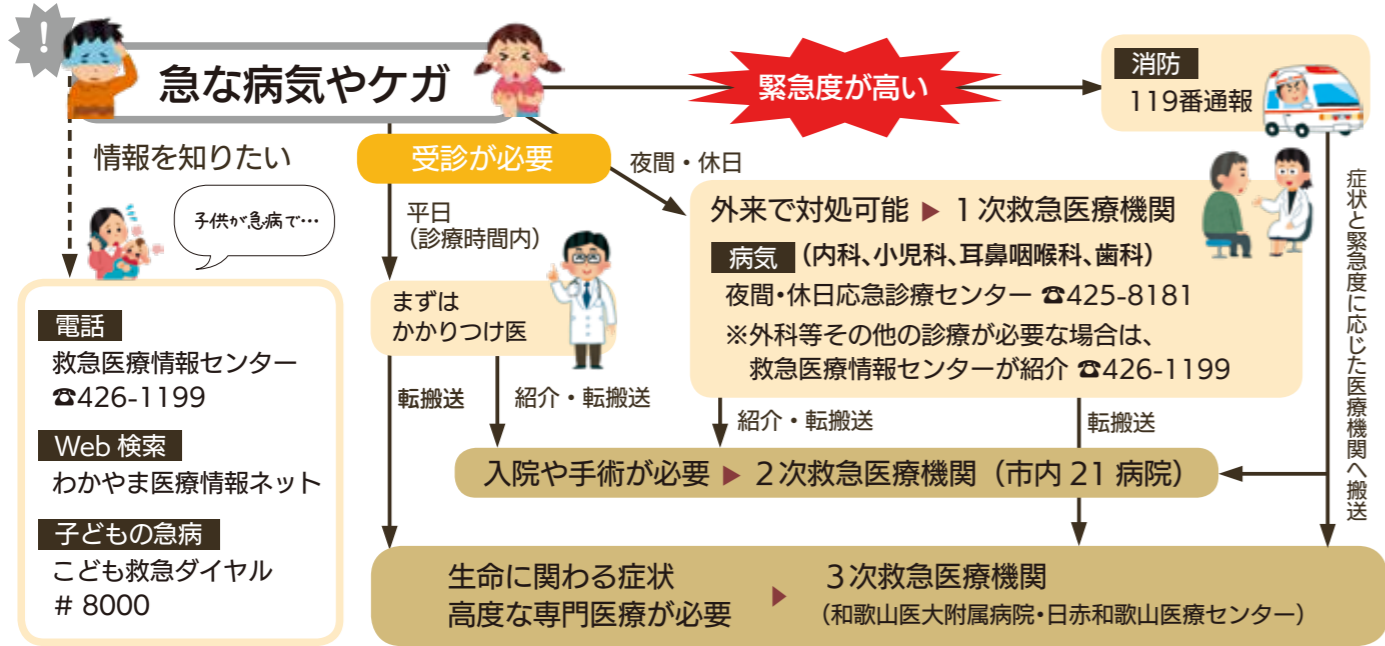 !
急な病気やケガ
緊急度が高い
消防
119番通報
情報を知りたい
子供が急病で…
受診が必要
夜間・休日
平日
(診療時間内)
まずは
かかりつけ医
外来で対処可能 ▶ 1次救急医療機関
病気 (内科、小児科、耳鼻咽喉科、歯科)
夜間・休日応急診療センター ☎425-8181
※外科等その他の診療が必要な場合は、
救急医療情報センターが紹介 ☎426-1199
症状と緊急度に応じた医療機関へ搬送
電話
救急医療情報センター
☎426-1199
Web 検索
わかやま医療情報ネット
子どもの急病
こども救急ダイヤル
# 8000
転搬送
紹介・転搬送
紹介・転搬送
転搬送
入院や手術が必要 ▶ 2次救急医療機関(市内 21 病院)
生命に関わる症状
高度な専門医療が必要
▶
3次救急医療機関
(和歌山医大附属病院・日赤和歌山医療センター)